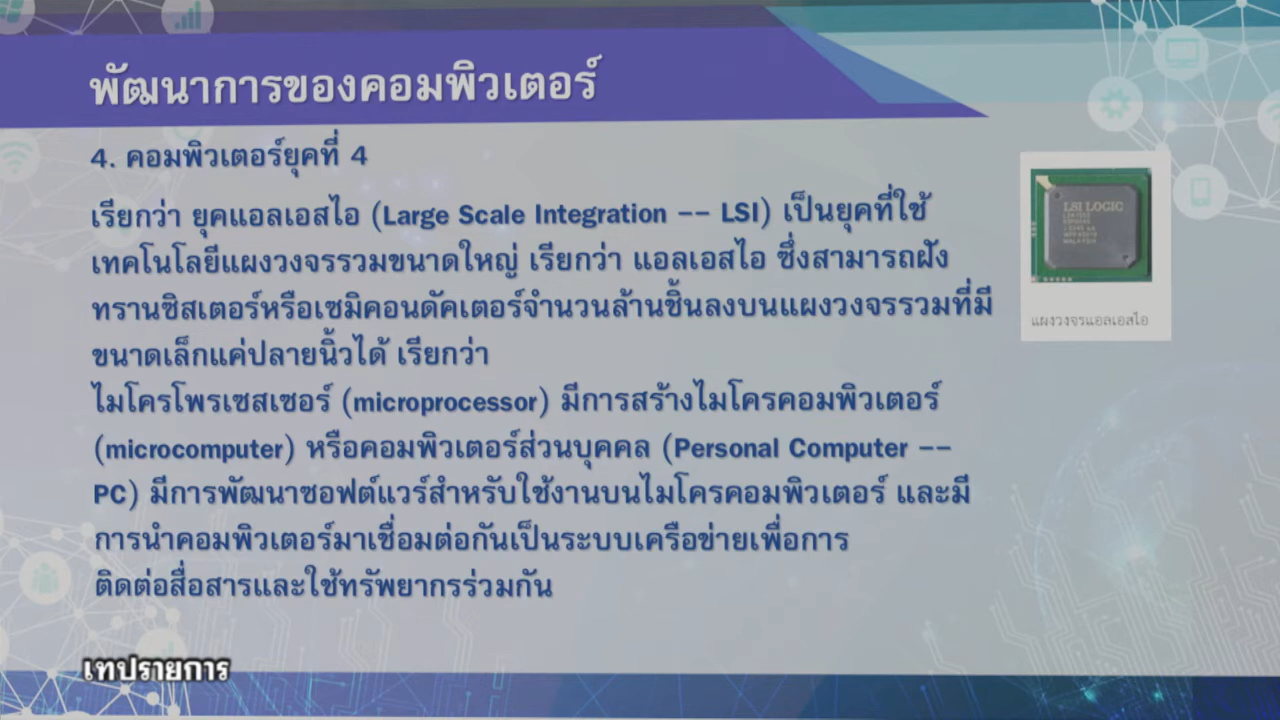 พัฒนาการของคอมพิวเตอร์
4. คอมพิวเตอร์ยุคที่ 4
เรียกว่า ยุคแอลเอสไอ (Large Scale Integration -- LSI) เป็นยุคที่ใช้
เทคโนโลยีแผงวงจรรวมขนาดใหญ่ เรียกว่า แอลเอสไอ ซึ่งสามารถฝัง
ทรานซิสเตอร์หรือเซมิคอนดัคเตอร์จำนวนล้านชิ้นลงบนแผงวงจรรวมที่มี
ขนาดเล็กแค่ปลายนิ้วได้ เรียกว่า
ไมโครโพรเซสเซอร์ (microprocessor) มีการสร้างไมโครคอมพิวเตอร์
(microcomputer) หรือคอมพิวเตอร์ส่วนบุคคล (Personal Computer --
PC) มีการพัฒนาซอฟต์แวร์สำหรับใช้งานบนไมโครคอมพิวเตอร์ และมี
การนำคอมพิวเตอร์มาเชื่อมต่อกันเป็นระบบเครือข่ายเพื่อการ
ติดต่อสื่อสารและใช้ทรัพยากรร่วมกัน
LSI LOGIC
แผงวงจรแอลเอสไอ
เทปรายการ